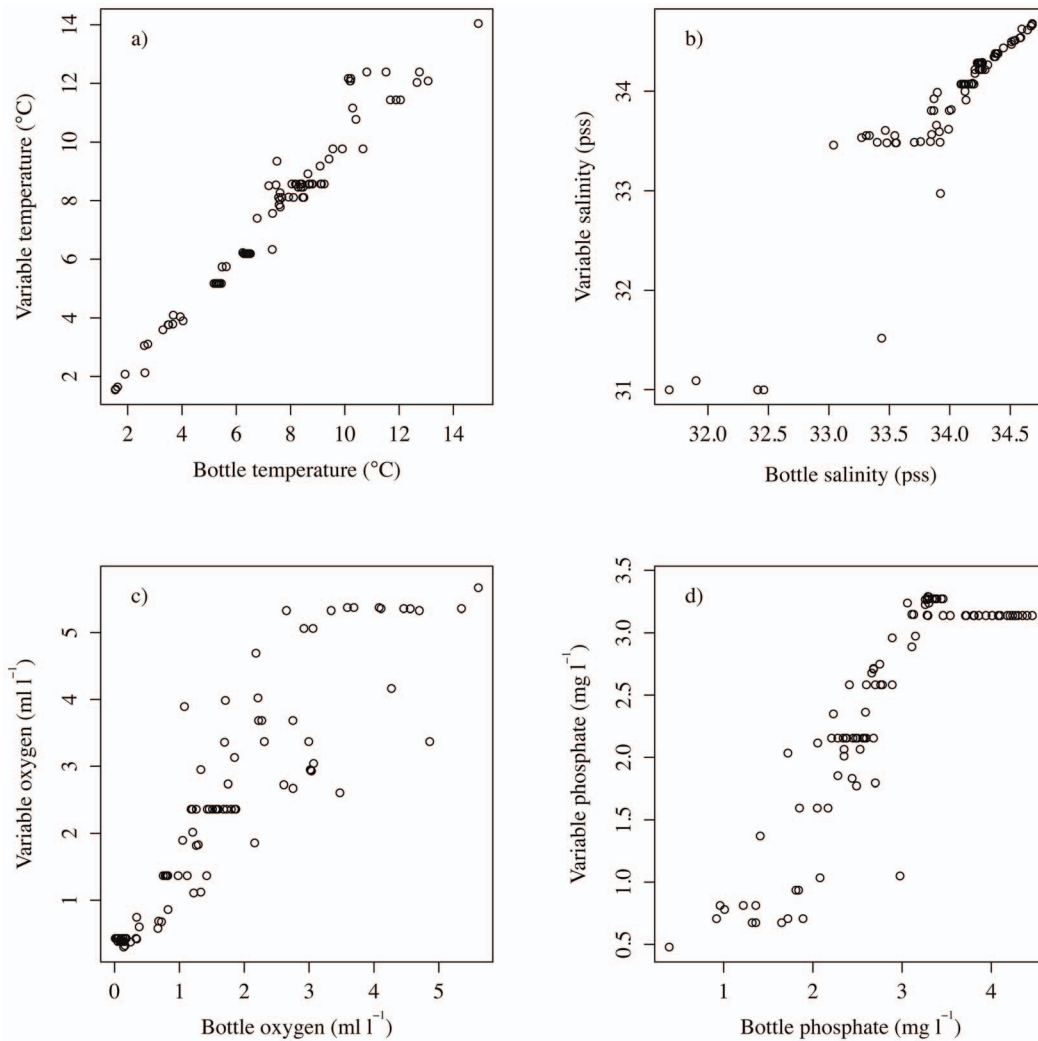 a)
14
12
10
8
6
4
2
Variable temperature (°C)
2 4 6 8 10 12 14
Bottle temperature (°C)
b)
34
33
32
31
Variable salinity (pss)
32.0 32.5 33.0 33.5 34.0 34.5
Bottle salinity (pss)
c)
5
4
3
2
1
Variable oxygen (ml l⁻¹)
0 1 2 3 4 5
Bottle oxygen (ml l⁻¹)
d)
3.5
3.0
2.5
2.0
1.5
1.0
0.5
Variable phosphate (mg l⁻¹)
1 2 3 4
Bottle phosphate (mg l⁻¹)